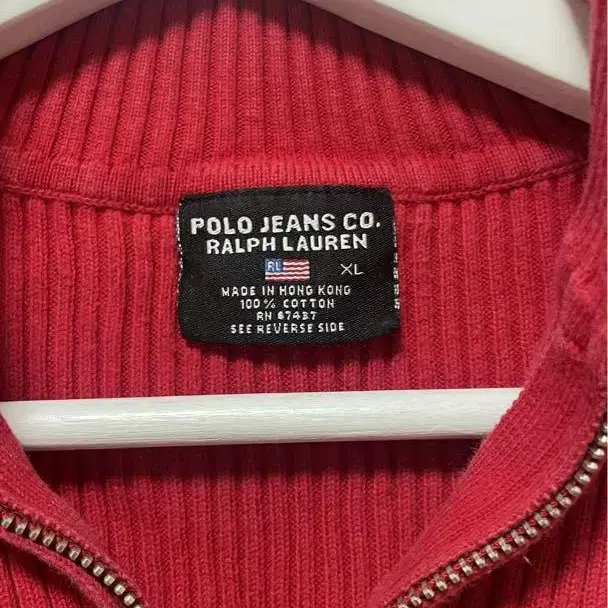 POLO JEANS CO.
RALPH LAUREN
RL XL
MADE IN HONG KONG
100% COTTON
RN 67437
SEE REVERSE SIDE